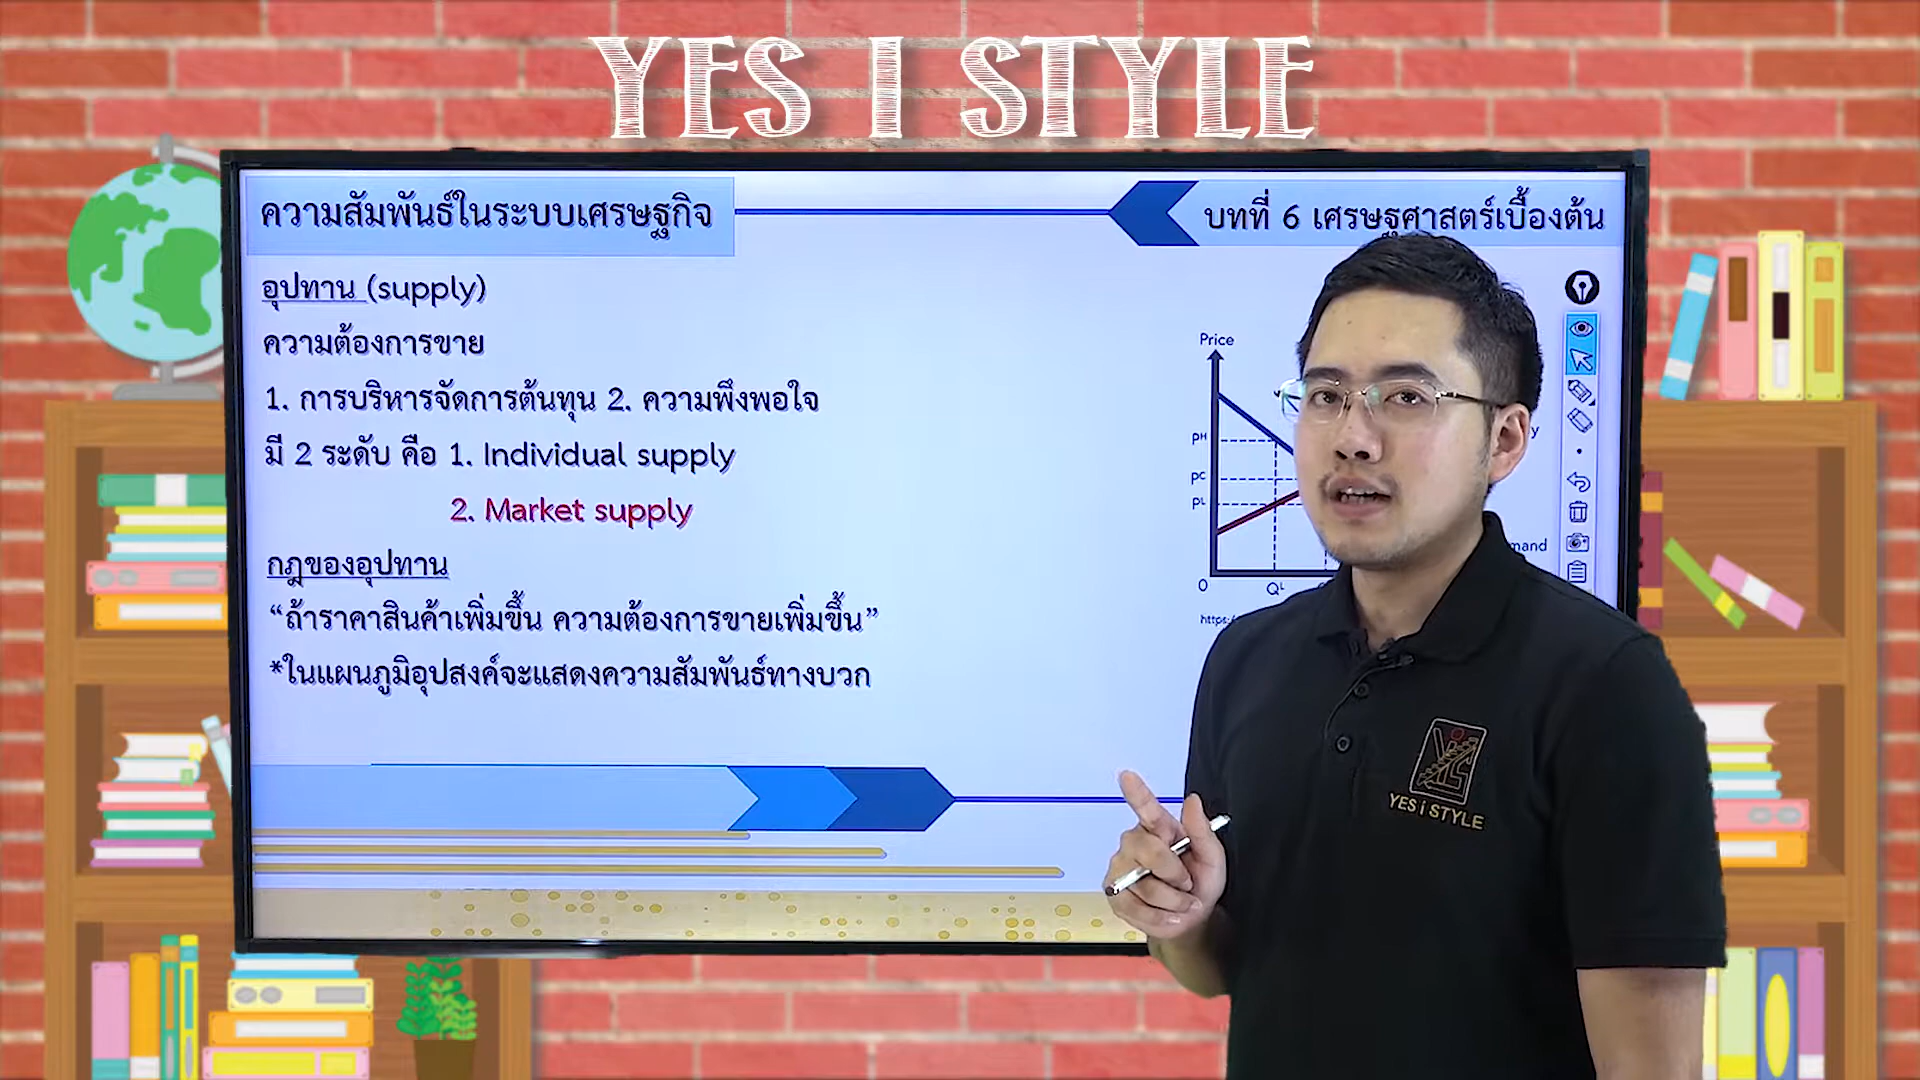 YES I STYLE
ความสัมพันธ์ในระบบเศรษฐกิจ
บทที่ 6 เศรษฐศาสตร์เบื้องต้น
อุปทาน (supply)
ความต้องการขาย
1. การบริหารจัดการต้นทุน 2. ความพึงพอใจ
มี 2 ระดับ คือ 1. Individual supply
2. Market supply
กฎของอุปทาน
“ถ้าราคาสินค้าเพิ่มขึ้น ความต้องการขายเพิ่มขึ้น”
*ในแผนภูมิอุปสงค์จะแสดงความสัมพันธ์ทางบวก
Price
PH
PC
PL
0
QL
YES i STYLE